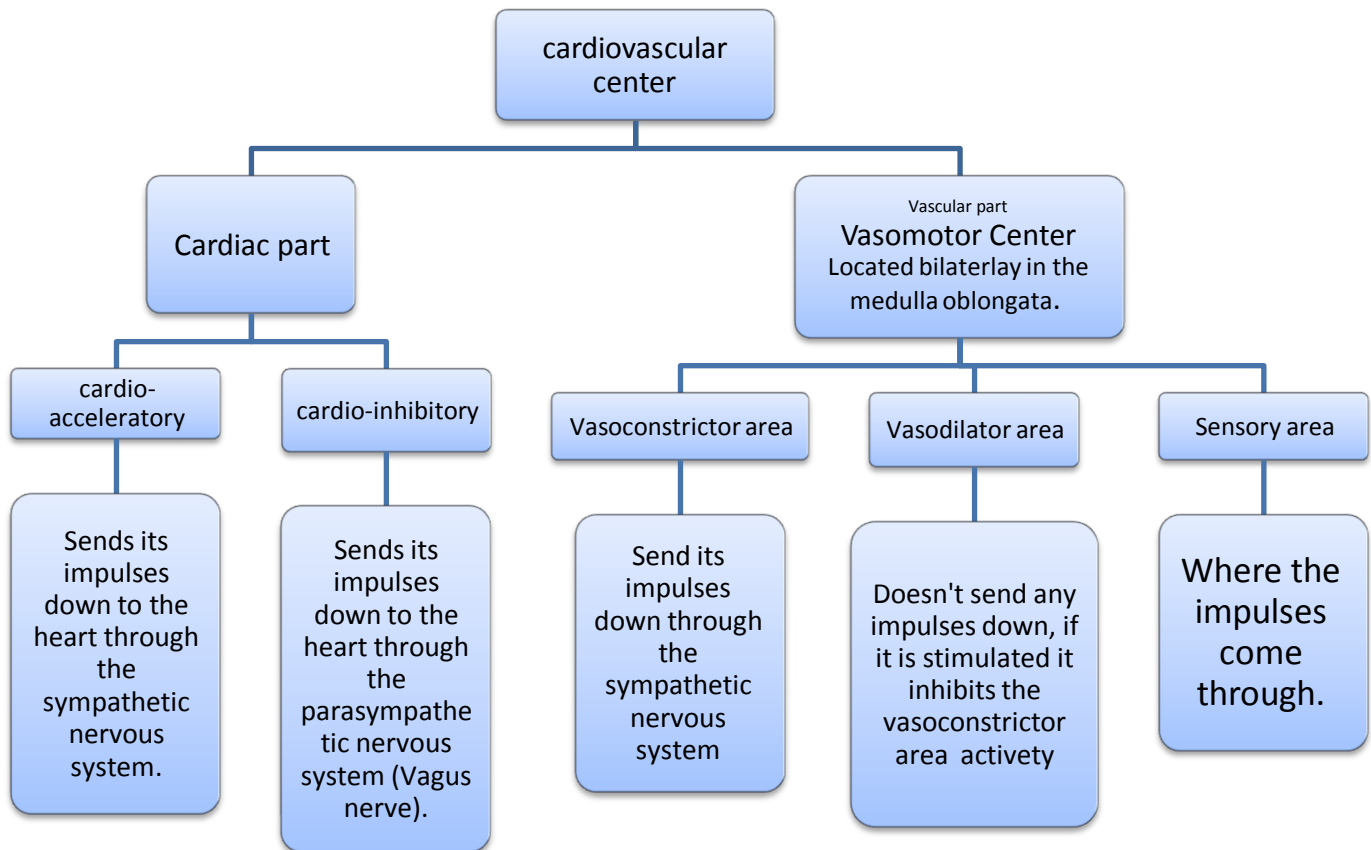 cardiovascular
center
Cardiac part
Vascular part
Vasomotor Center
Located bilaterlay in the
medulla oblongata.
cardio-
acceleratory
cardio-inhibitory
Vasoconstrictor area
Vasodilator area
Sensory area
Sends its
impulses
down to the
heart through
the
sympathetic
nervous
system.
Sends its
impulses
down to the
heart through
the
parasympathe
tic nervous
system (Vagus
nerve).
Send its
impulses
down through
the
sympathetic
nervous
system
Doesn't send any
impulses down, if
it is stimulated it
inhibits the
vasoconstrictor
area activety
Where the
impulses
come
through.